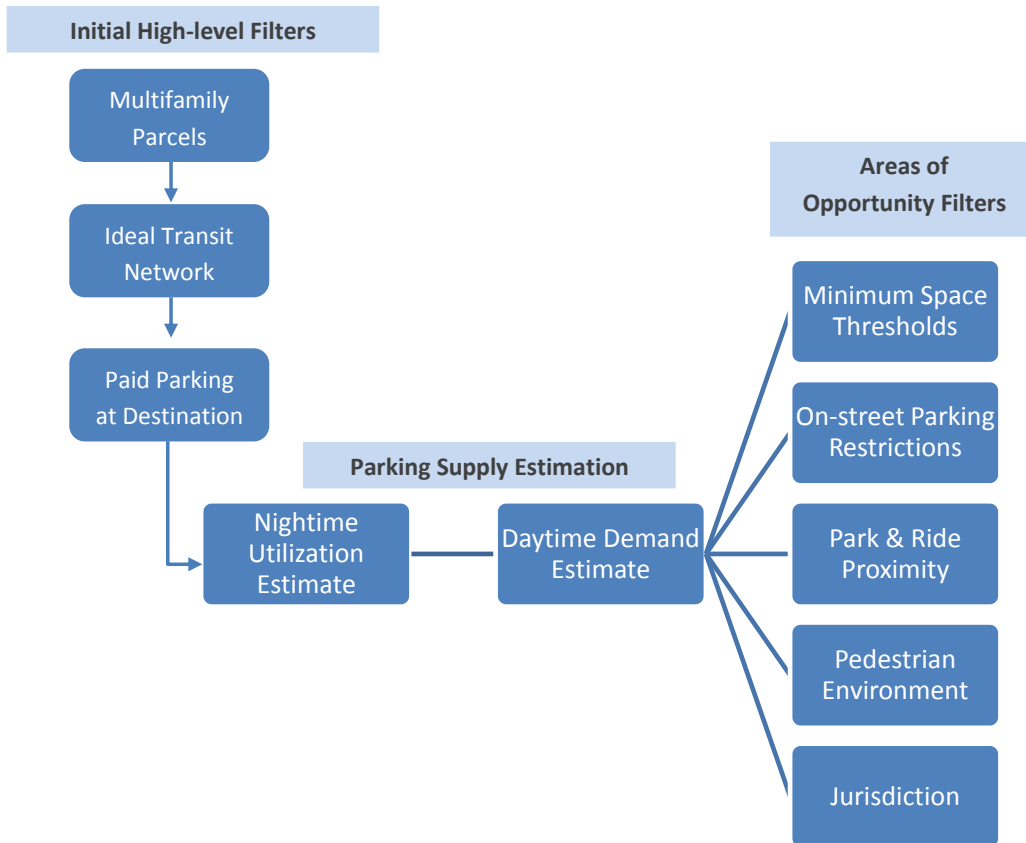 Initial High-level Filters
Multifamily
Parcels
Ideal Transit
Network
Paid Parking
at Destination
Parking Supply Estimation
Nightime
Utilization
Estimate
Daytime Demand
Estimate
Areas of
Opportunity Filters
Minimum Space
Thresholds
On-street Parking
Restrictions
Park & Ride
Proximity
Pedestrian
Environment
Jurisdiction